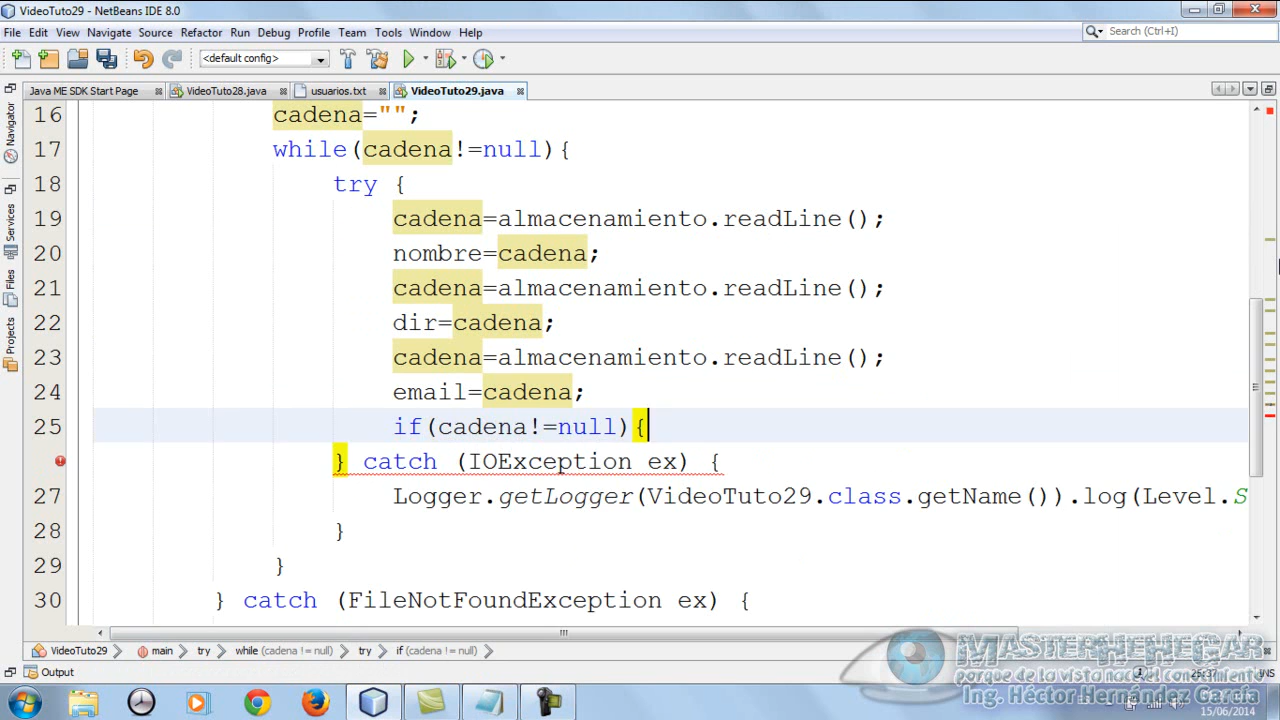 VideoTuto29 - NetBeans IDE 8.0
File Edit View Navigate Source Refactor Run Debug Profile Team Tools Window Help
Search (Ctrl+I)
<default config>
Java ME SDK Start Page VideoTuto28.java usuarios.txt VideoTuto29.java
Navigator
Services
Files
Projects
16 cadena="";
17 while(cadena!=null){
18 try {
19 cadena=almacenamiento.readLine();
20 nombre=cadena;
21 cadena=almacenamiento.readLine();
22 dir=cadena;
23 cadena=almacenamiento.readLine();
24 email=cadena;
25 if(cadena!=null){
} catch (IOException ex) {
27 Logger.getLogger(VideoTuto29.class.getName()).log(Level.S
28 }
29 }
30 } catch (FileNotFoundException ex) {
VideoTuto29 main try while (cadena != null) try if (cadena != null)
Output
MASTERHEHEGAR
porque de la vista nace el conocimiento
Ing. Héctor Hernández García
INS
15/06/2014